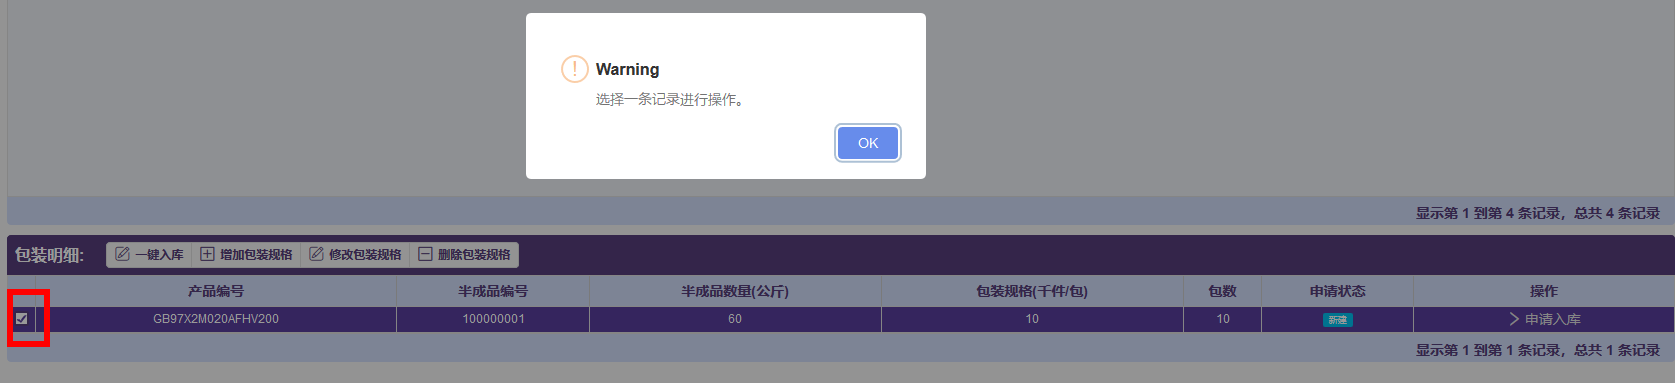 !
Warning
选择一条记录进行操作。
OK
显示第 1 到第 4 条记录，总共 4 条记录
包装明细: 一键入库 增加包装规格 修改包装规格 删除包装规格
产品编号 半成品编号 半成品数量(公斤) 包装规格(千件/包) 包数 申请状态 操作
GB97X2M020AFHV200 100000001 60 10 10 新建 申请入库
显示第 1 到第 1 条记录，总共 1 条记录